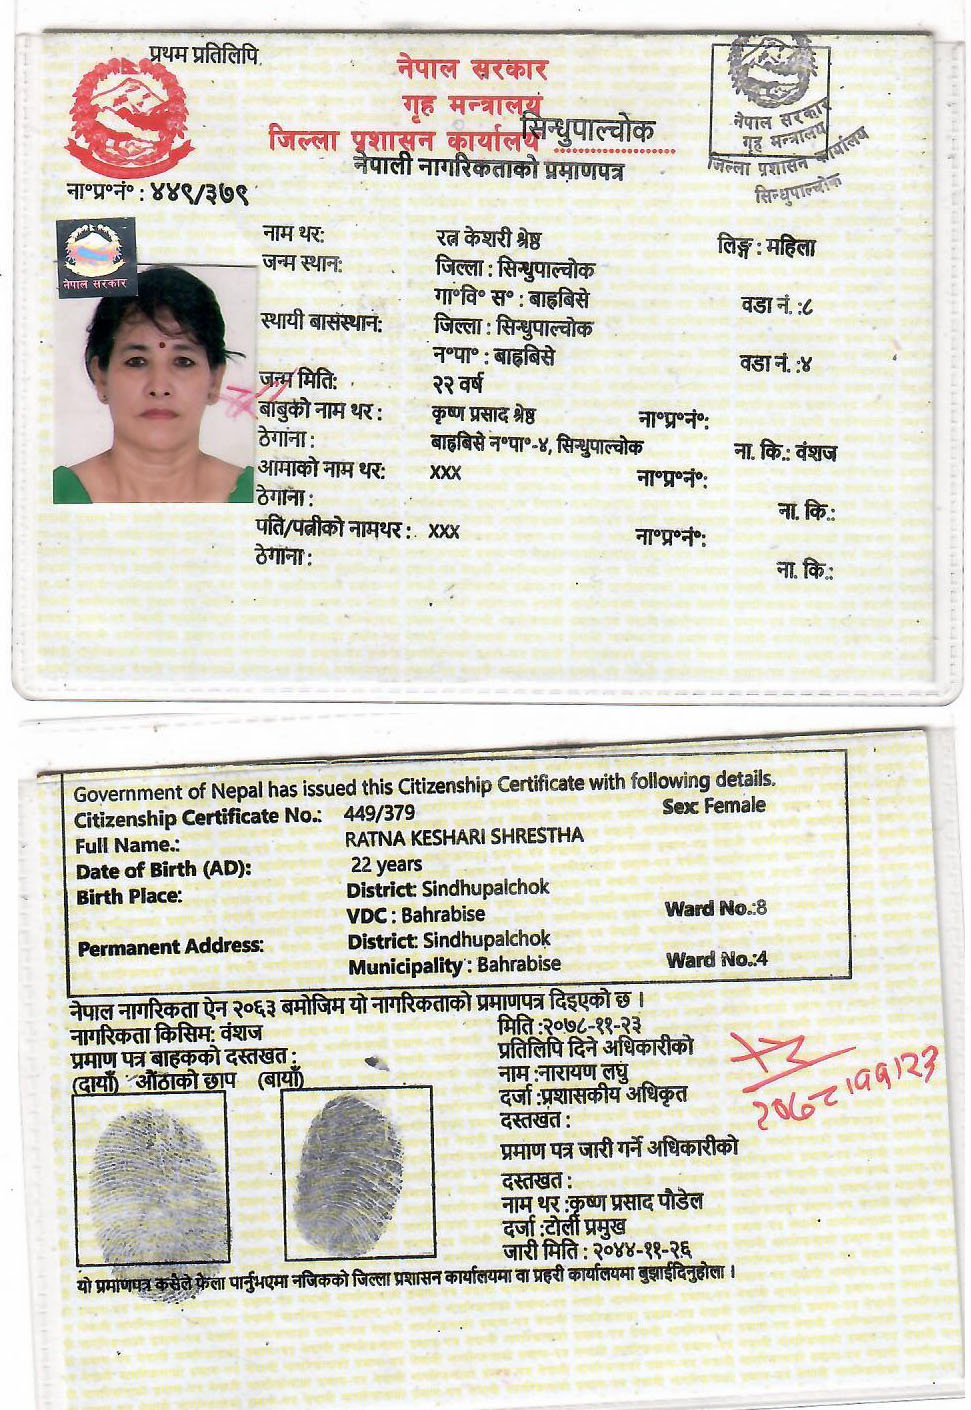 प्रथम प्रतिलिपि
नेपाल सरकार
गृह मन्त्रालय
जिल्ला प्रशासन कार्यालय सिन्धुपाल्चोक
नेपाली नागरिकताको प्रमाणपत्र
नेपाल सरकार
गृह मन्त्रालय
जिल्ला प्रशासन कार्यालय
सिन्धुपाल्चोक
ना॰प्र॰नं॰ : ४४९/३७९
नेपाल सरकार
नाम थर: रत्न केशरी श्रेष्ठ लिङ्ग : महिला
जन्म स्थान: जिल्ला : सिन्धुपाल्चोक
गा॰वि॰ स॰ : बाह्रबिसे वडा नं. :८
स्थायी बासस्थान: जिल्ला : सिन्धुपाल्चोक
न॰पा॰ : बाह्रबिसे वडा नं. :४
जन्म मिति: २२ वर्ष
बाबुको नाम थर : कृष्ण प्रसाद श्रेष्ठ ना॰प्र॰नं॰:
ठेगाना : बाह्रबिसे न॰पा॰-४, सिन्धुपाल्चोक ना. कि.: वंशज
आमाको नाम थर: xxx ना॰प्र॰नं॰:
ठेगाना : ना. कि.:
पति/पत्नीको नामथर : xxx ना॰प्र॰नं॰:
ठेगाना : ना. कि.:
Government of Nepal has issued this Citizenship Certificate with following details.
Citizenship Certificate No.: 449/379 Sex: Female
Full Name.: RATNA KESHARI SHRESTHA
Date of Birth (AD): 22 years
Birth Place: District: Sindhupalchok
VDC : Bahrabise Ward No.:8
Permanent Address: District: Sindhupalchok
Municipality : Bahrabise Ward No.:4
नेपाल नागरिकता ऐन २०६३ बमोजिम यो नागरिकताको प्रमाणपत्र दिइएको छ ।
नागरिकता किसिम: वंशज
प्रमाण पत्र बाहकको दस्तखत :
(दायाँ) औंठाको छाप (बायाँ)
मिति :२०७८-११-२३
प्रतिलिपि दिने अधिकारीको
नाम :नारायण लघु
दर्जा :प्रशासकीय अधिकृत
दस्तखत :
२०७८।११।२३
प्रमाण पत्र जारी गर्ने अधिकारीको
दस्तखत :
नाम थर :कृष्ण प्रसाद पौडेल
दर्जा :टोली प्रमुख
जारी मिति : २०४४-११-२६
यो प्रमाणपत्र कसैले फेला पार्नुभएमा नजिकको जिल्ला प्रशासन कार्यालयमा वा प्रहरी कार्यालयमा बुझाईदिनुहोला ।